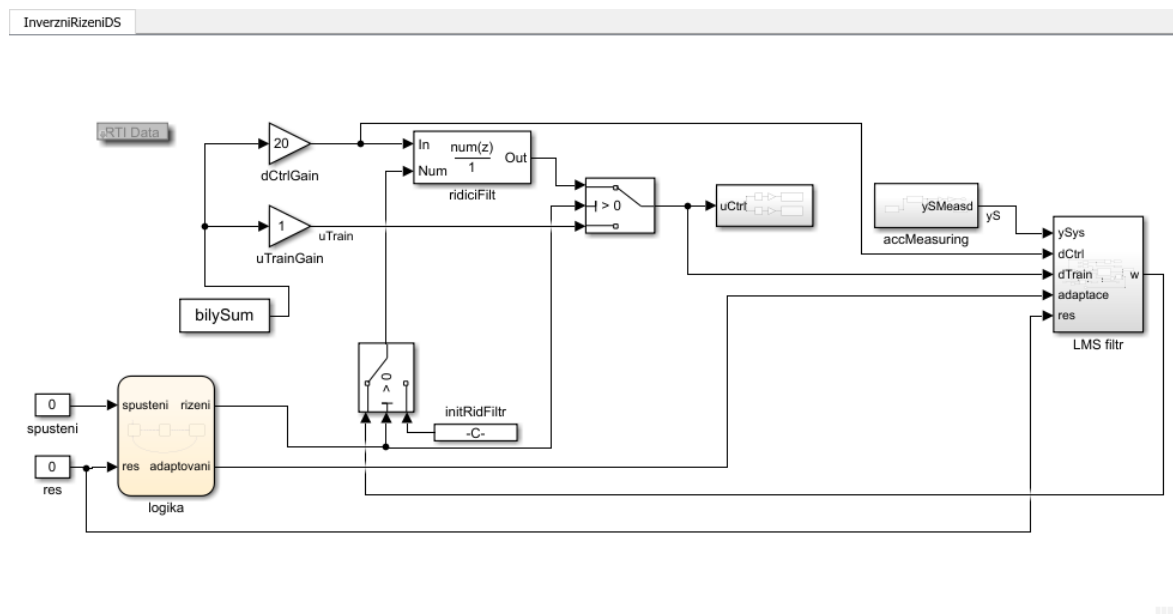 InverzniRizeniDS
RTI Data
20
dCtrlGain
In
Num
num(z)
1
Out
ridiciFilt
1
uTrainGain
uTrain
> 0
uCtrl
ySMeasd
accMeasuring
yS
ySys
dCtrl
dTrain
adaptace
res
w
LMS filtr
bilySum
> 0
initRidFiltr
-C-
0
spusteni
0
res
spusteni
rizeni
res
adaptovani
logika